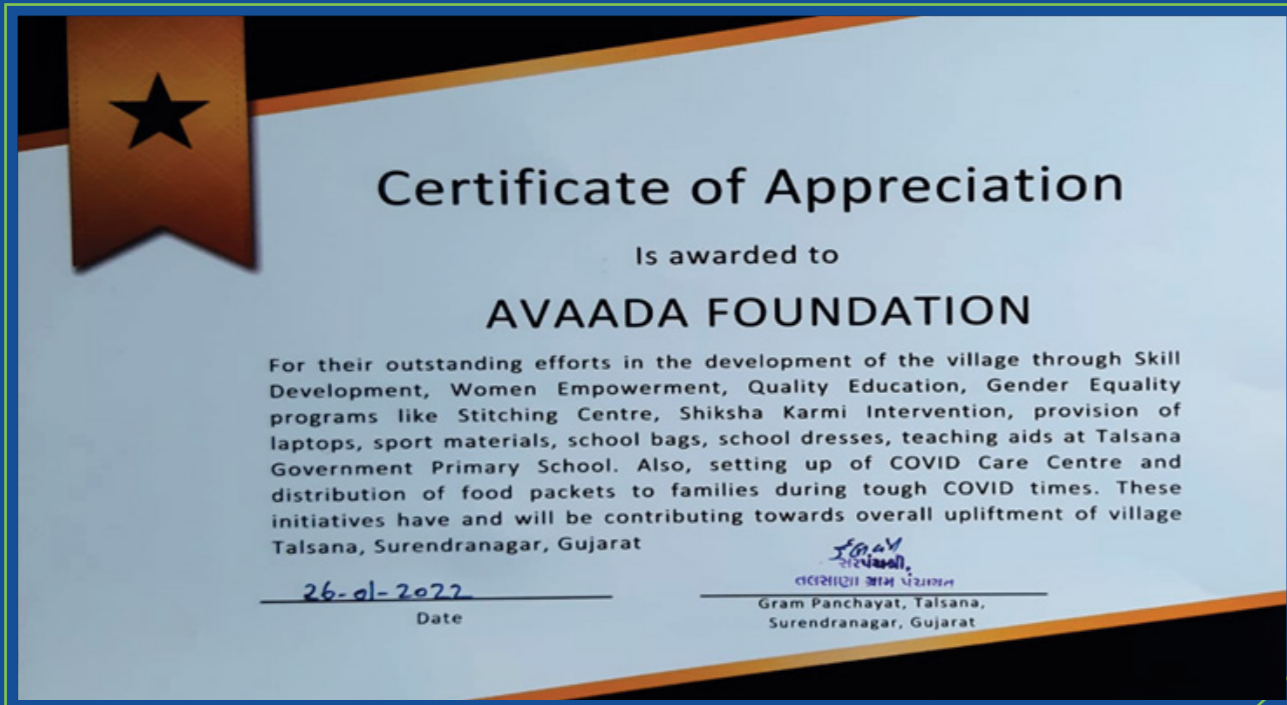 Certificate of Appreciation
Is awarded to
AVAADA FOUNDATION
For their outstanding efforts in the development of the village through Skill
Development, Women Empowerment, Quality Education, Gender Equality
programs like Stitching Centre, Shiksha Karmi Intervention, provision of
laptops, sport materials, school bags, school dresses, teaching aids at Talsana
Government Primary School. Also, setting up of COVID Care Centre and
distribution of food packets to families during tough COVID times. These
initiatives have and will be contributing towards overall upliftment of village
Talsana, Surendranagar, Gujarat
સરપંચશ્રી,
તલસાણા ગ્રામ પંચાયત
26-01-2022
Date
Gram Panchayat, Talsana,
Surendranagar, Gujarat